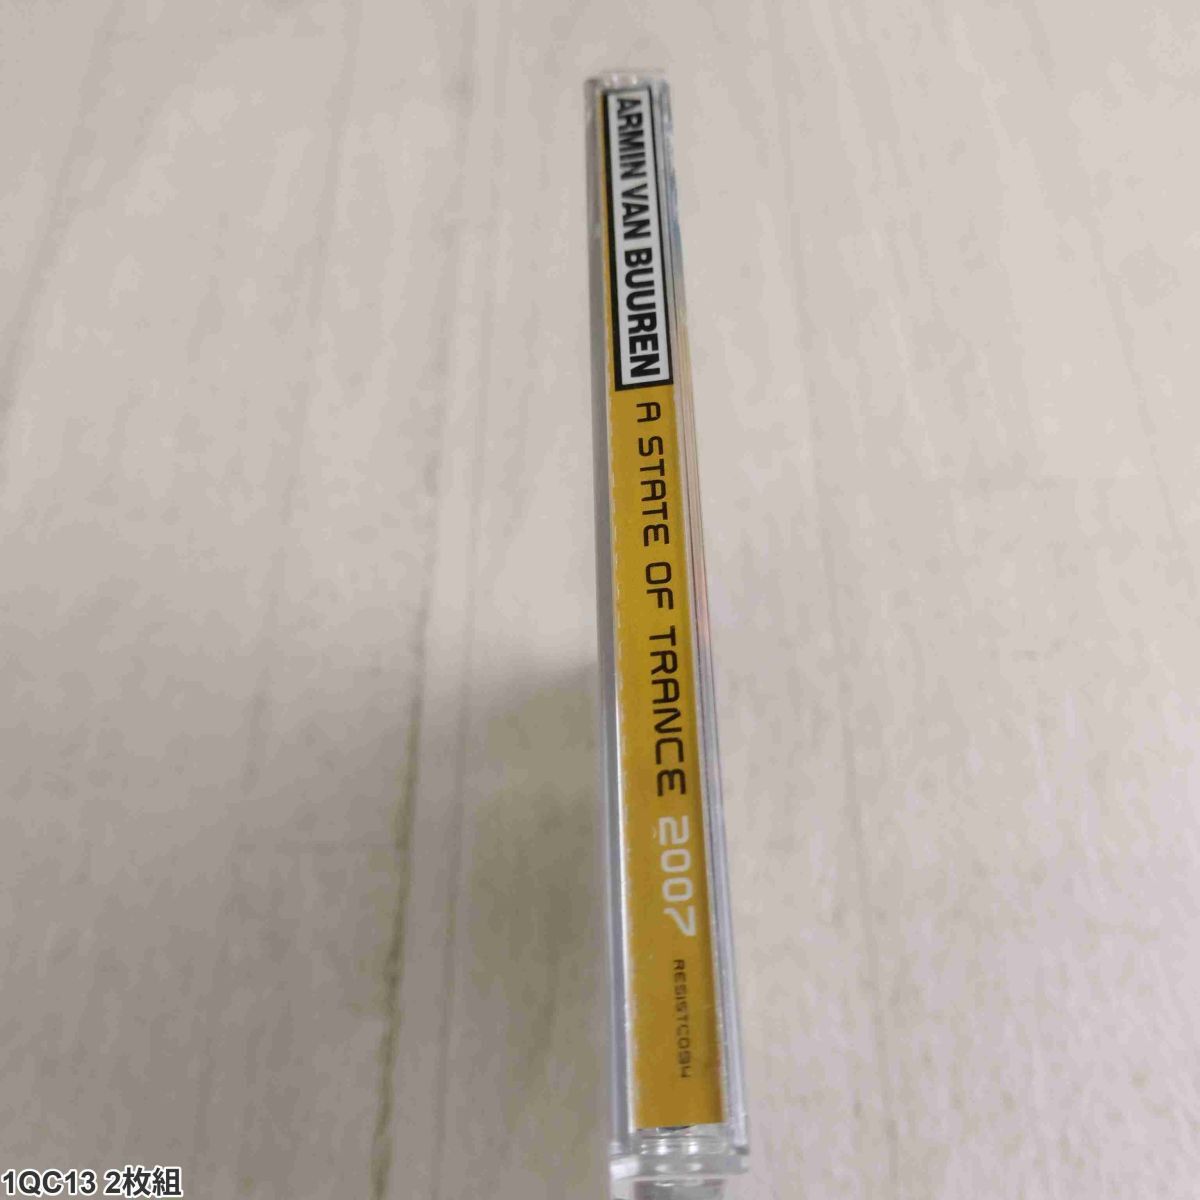 ARMIN VAN BUUREN
A STATE OF TRANCE 2007
RESISTCD94
1QC13 2枚組